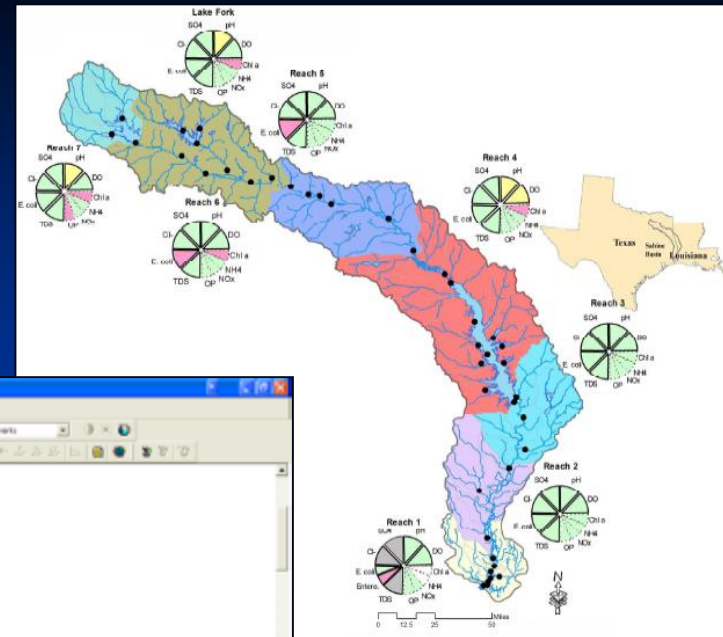 Lake Fork
SO4 pH
Cl- DO
E. coli Chl a
TDS OP NOx NH4
Reach 5
SO4 pH
Cl- DO
Chl a
E. coli NH4
TDS OP NOx
Reach 7
SO4 pH
Cl- DO
E. coli Chl a
NH4
TDS OP NOx
Reach 6
SO4 pH
Cl- DO
E. coli Chl a
NH4
TDS OP NOx
Reach 4
SO4 pH
Cl- DO
E. coli Chl a
NH4
TDS OP NOx
Texas Sabine Basin Louisiana
Reach 3
SO4 pH
Cl- DO
E. coli Chl a
NH4
TDS OP NOx
Reach 2
SO4 pH
Cl- DO
E. coli Chl a
NH4
TDS OP NOx
Reach 1
SO4 pH
Cl- DO
E. coli Chl a
Entero. NH4
TDS OP NOx
N
Miles
0 12.5 25 50